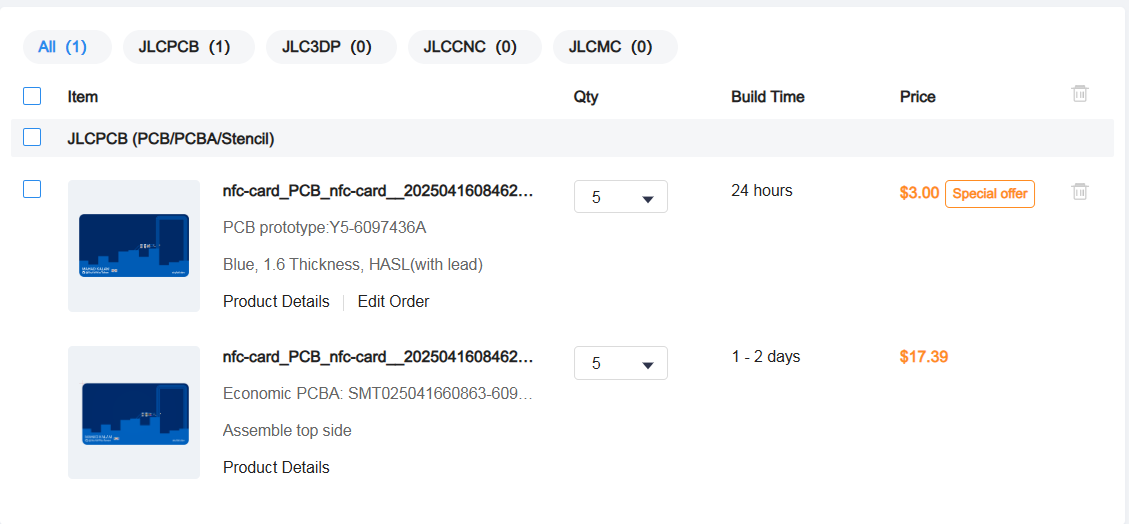 All (1) JLCPCB (1) JLC3DP (0) JLCCNC (0) JLCMC (0)
Item Qty Build Time Price
JLCPCB (PCB/PCBA/Stencil)
nfc-card_PCB_nfc-card__2025041608462... 5 24 hours $3.00 Special offer
PCB prototype:Y5-6097436A
Blue, 1.6 Thickness, HASL(with lead)
Product Details Edit Order
nfc-card_PCB_nfc-card__2025041608462... 5 1 - 2 days $17.39
Economic PCBA: SMT025041660863-609...
Assemble top side
Product Details